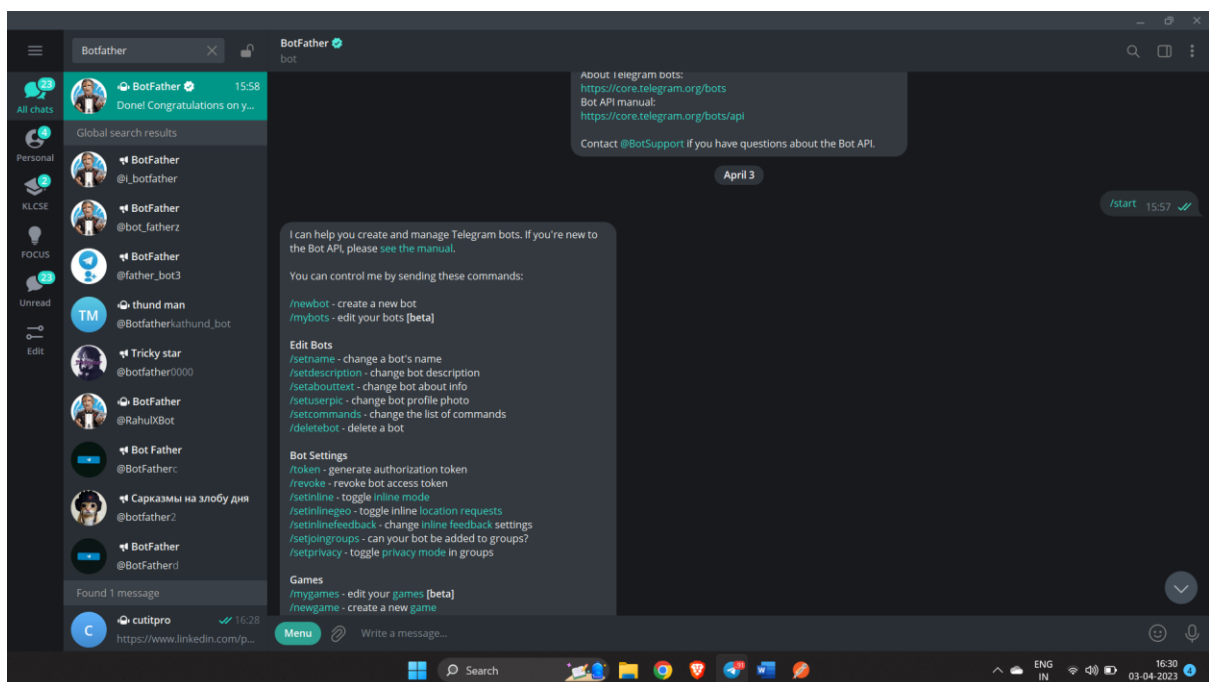 Botfather
BotFather
bot
23
All chats
4
Personal
2
KLCSE
FOCUS
23
Unread
Edit
BotFather 15:58
Done! Congratulations on y...
Global search results
BotFather
@i_botfather
BotFather
@bot_fatherz
BotFather
@father_bot3
TM
thund man
@Botfatherkathund_bot
Tricky star
@botfather0000
BotFather
@RahulXBot
Bot Father
@BotFatherc
Сарказмы на злобу дня
@botfather2
BotFather
@BotFatherd
Found 1 message
C
cutitpro 16:28
https://www.linkedin.com/p...
About Telegram bots:
https://core.telegram.org/bots
Bot API manual:
https://core.telegram.org/bots/api
Contact @BotSupport if you have questions about the Bot API.
April 3
/start 15:57
I can help you create and manage Telegram bots. If you're new to
the Bot API, please see the manual.
You can control me by sending these commands:
/newbot - create a new bot
/mybots - edit your bots [beta]
Edit Bots
/setname - change a bot's name
/setdescription - change bot description
/setabouttext - change bot about info
/setuserpic - change bot profile photo
/setcommands - change the list of commands
/deletebot - delete a bot
Bot Settings
/token - generate authorization token
/revoke - revoke bot access token
/setinline - toggle inline mode
/setinlinegeo - toggle inline location requests
/setinlinefeedback - change inline feedback settings
/setjoingroups - can your bot be added to groups?
/setprivacy - toggle privacy mode in groups
Games
/mygames - edit your games [beta]
/newgame - create a new game
Menu Write a message...
Search
ENG
IN
16:30
03-04-2023
4